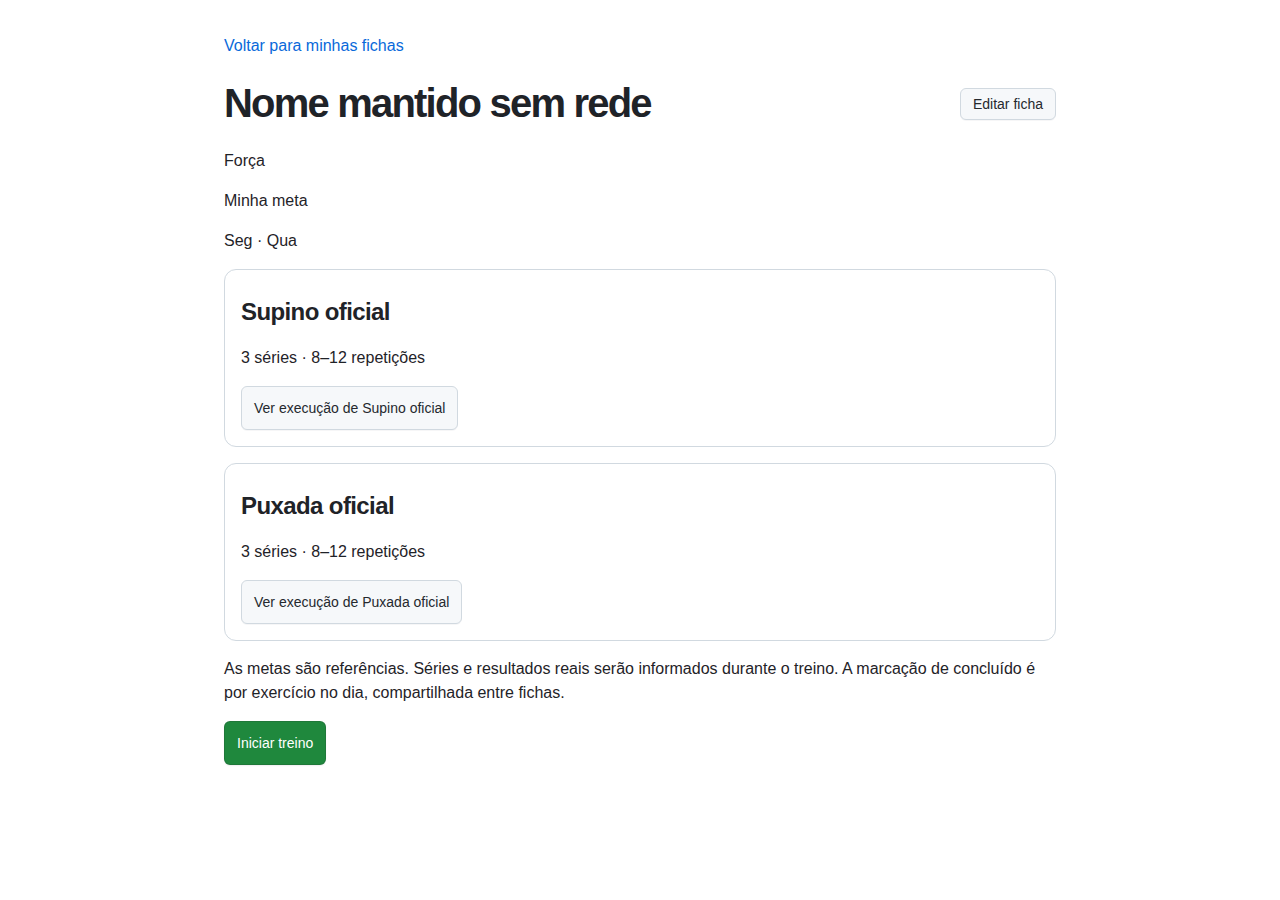 Voltar para minhas fichas
Nome mantido sem rede
Editar ficha
Força
Minha meta
Seg · Qua
Supino oficial
3 séries · 8–12 repetições
Ver execução de Supino oficial
Puxada oficial
3 séries · 8–12 repetições
Ver execução de Puxada oficial
As metas são referências. Séries e resultados reais serão informados durante o treino. A marcação de concluído é
por exercício no dia, compartilhada entre fichas.
Iniciar treino